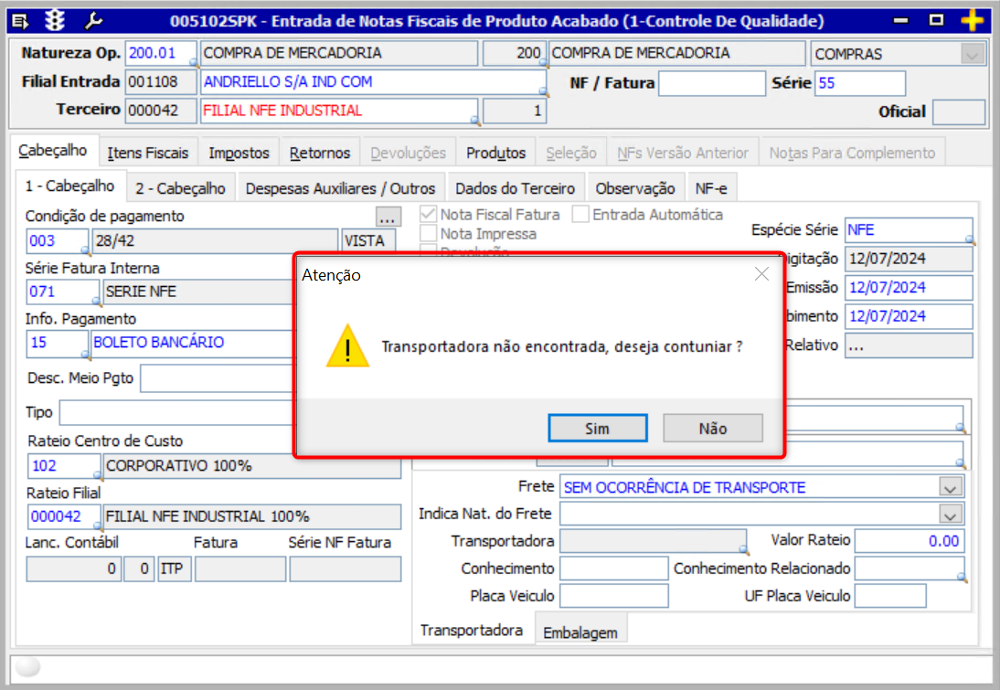 005102SPK - Entrada de Notas Fiscais de Produto Acabado (1-Controle De Qualidade)
Natureza Op. 200.01 COMPRA DE MERCADORIA 200 COMPRA DE MERCADORIA COMPRAS
Filial Entrada 001108 ANDRIELLO S/A IND COM NF / Fatura Série 55
Terceiro 000042 FILIAL NFE INDUSTRIAL 1 Oficial
Cabeçalho Itens Fiscais Impostos Retornos Devoluções Produtos Seleção NFs Versão Anterior Notas Para Complemento
1 - Cabeçalho 2 - Cabeçalho Despesas Auxiliares / Outros Dados do Terceiro Observação NF-e
Condição de pagamento ... Nota Fiscal Fatura Entrada Automática
Espécie Série NFE
003 28/42 VISTA Nota Impressa
Devolução
igitação 12/07/2024
Série Fatura Interna
071 SERIE NFE
Emissão 12/07/2024
Info. Pagamento
bimento 12/07/2024
15 BOLETO BANCÁRIO
Relativo ...
Atenção
Transportadora não encontrada, deseja contuniar ?
Sim Não
Desc. Meio Pgto
Tipo
Rateio Centro de Custo
102 CORPORATIVO 100%
Rateio Filial
000042 FILIAL NFE INDUSTRIAL 100%
Lanc. Contábil Fatura Série NF Fatura
0 0 ITP
Frete SEM OCORRÊNCIA DE TRANSPORTE
Indica Nat. do Frete
Transportadora Valor Rateio 0.00
Conhecimento Conhecimento Relacionado
Placa Veiculo UF Placa Veiculo
Transportadora Embalagem